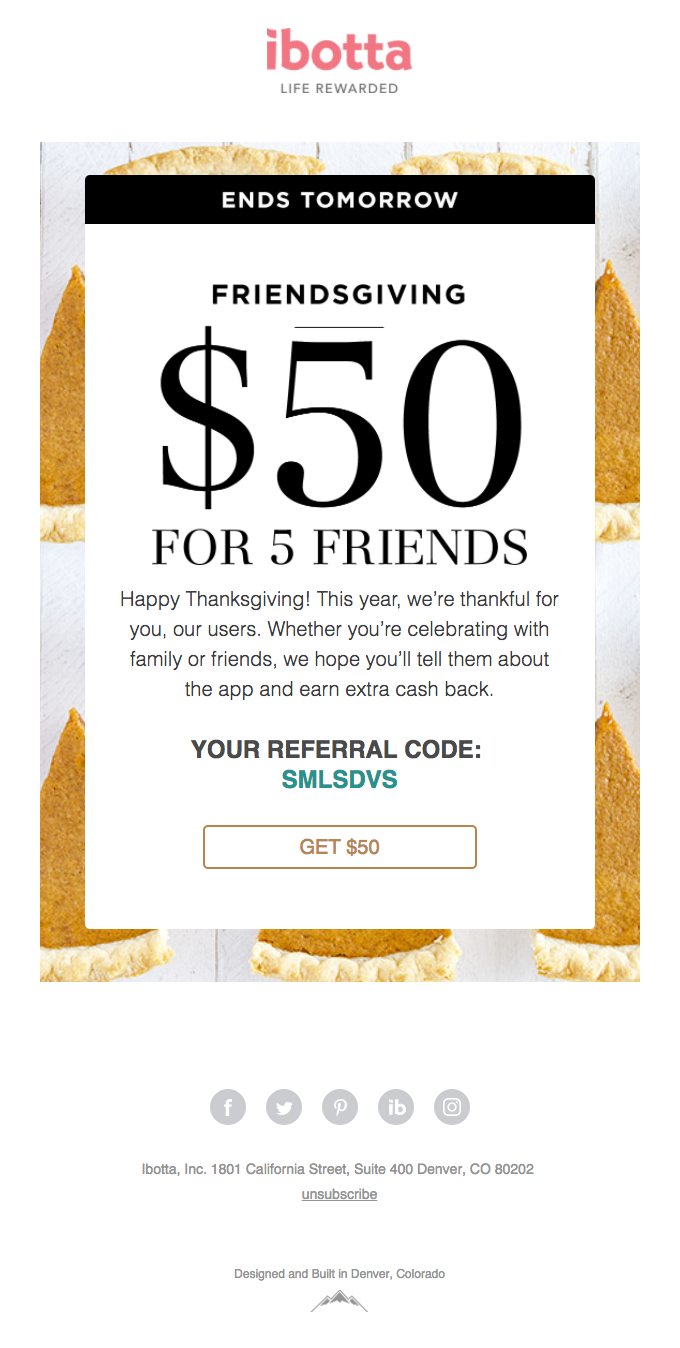 ibotta
LIFE REWARDED
ENDS TOMORROW
FRIENDSGIVING
$50
FOR 5 FRIENDS
Happy Thanksgiving! This year, we’re thankful for
you, our users. Whether you’re celebrating with
family or friends, we hope you’ll tell them about
the app and earn extra cash back.
YOUR REFERRAL CODE:
SMLSDVS
GET $50
f
ib
Ibotta, Inc. 1801 California Street, Suite 400 Denver, CO 80202
unsubscribe
Designed and Built in Denver, Colorado